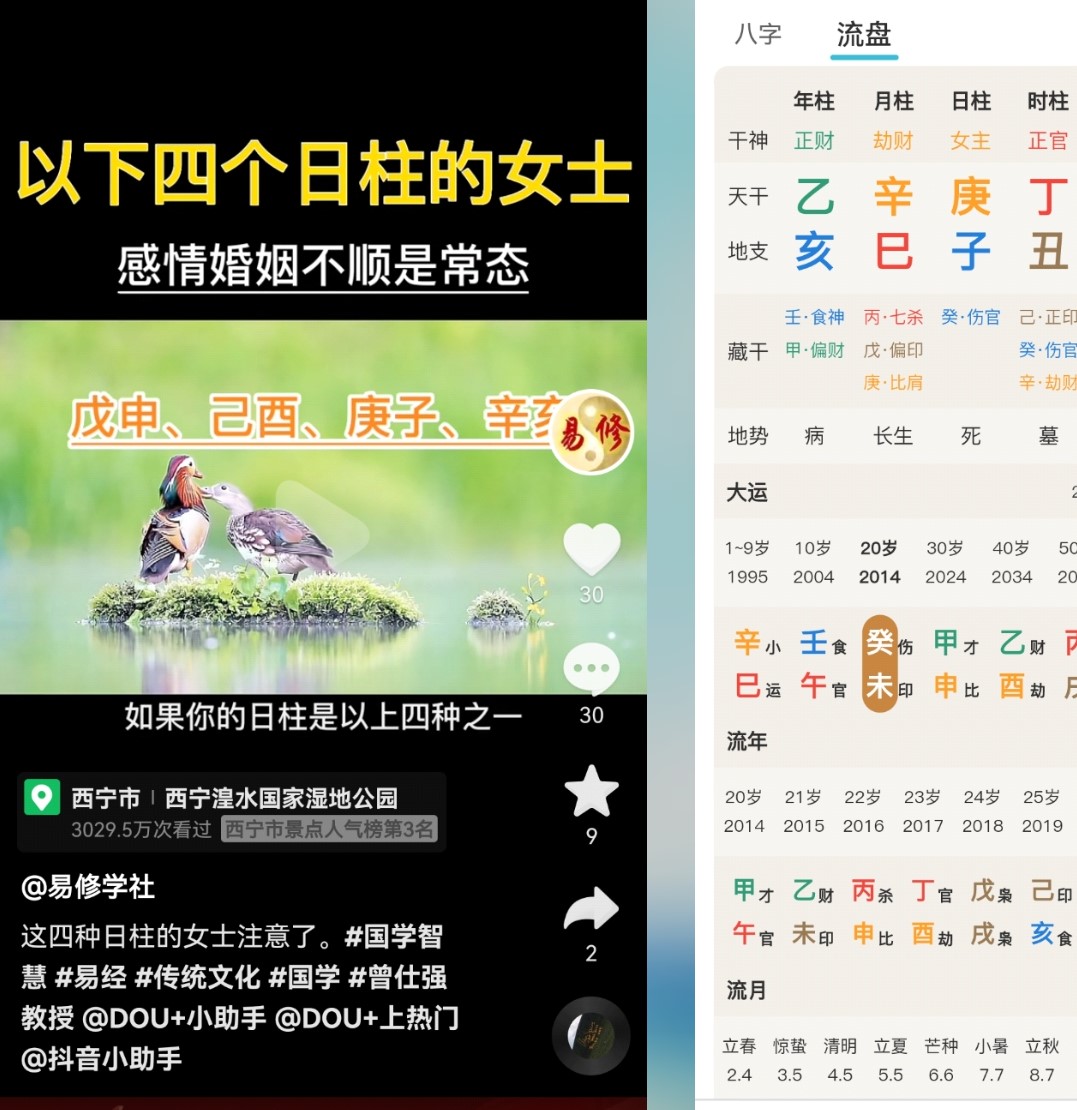 以下四个日柱的女士
感情婚姻不顺是常态
戊申、己酉、庚子、辛亥
易修
30
30
如果你的日柱是以上四种之一
西宁市 西宁湟水国家湿地公园
3029.5万次看过 西宁市景点人气榜第3名
9
@易修学社
这四种日柱的女士注意了。#国学智
慧 #易经 #传统文化 #国学 #曾仕强
教授 @DOU+小助手 @DOU+上热门
@抖音小助手
2
八字 流盘
年柱 月柱 日柱 时柱
干神 正财 劫财 女主 正官
天干 乙 辛 庚 丁
地支 亥 巳 子 丑
壬·食神 丙·七杀 癸·伤官 己·正印
藏干 甲·偏财 戊·偏印 癸·伤官
庚·比肩 辛·劫财
地势 病 长生 死 墓
大运 2
1~9岁 10岁 20岁 30岁 40岁 50
1995 2004 2014 2024 2034 20
辛小 壬食 癸伤 甲才 乙财 丙
巳运 午官 未印 申比 酉劫 戌
流年
20岁 21岁 22岁 23岁 24岁 25岁
2014 2015 2016 2017 2018 2019
甲才 乙财 丙杀 丁官 戊枭 己印
午官 未印 申比 酉劫 戌枭 亥食
流月
立春 惊蛰 清明 立夏 芒种 小暑 立秋
2.4 3.5 4.5 5.5 6.6 7.7 8.7